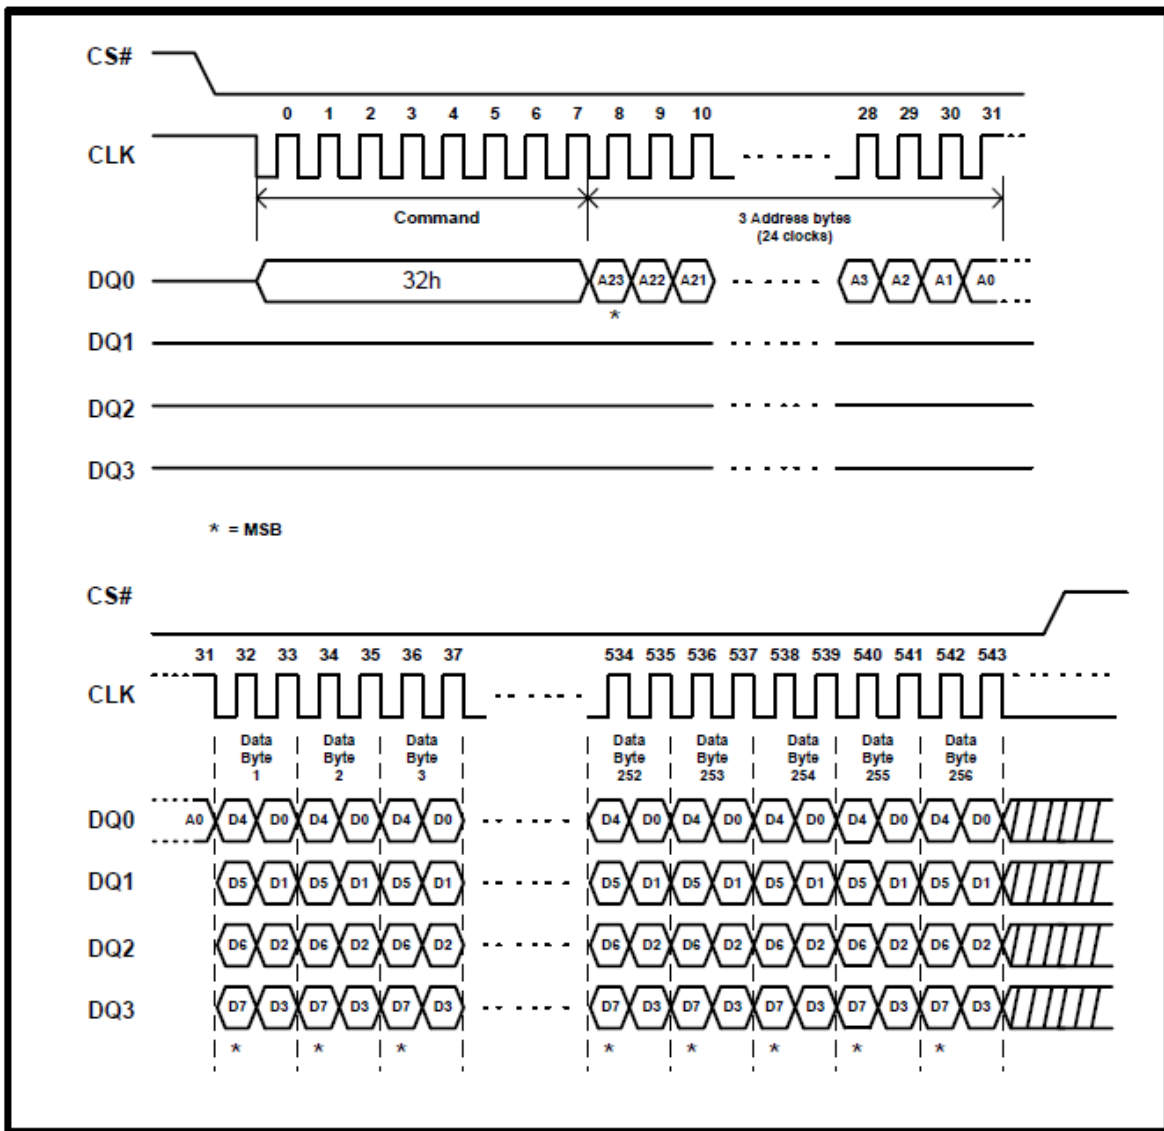 CS#
0 1 2 3 4 5 6 7 8 9 10 28 29 30 31
CLK
Command
3 Address bytes
(24 clocks)
DQ0 32h A23 A22 A21 A3 A2 A1 A0
*
DQ1
DQ2
DQ3
* = MSB
CS#
31 32 33 34 35 36 37 534 535 536 537 538 539 540 541 542 543
CLK
Data Data Data Data Data Data Data Data
Byte Byte Byte Byte Byte Byte Byte Byte
1 2 3 252 253 254 255 256
DQ0 A0 D4 D0 D4 D0 D4 D0 D4 D0 D4 D0 D4 D0 D4 D0 D4 D0
DQ1 D5 D1 D5 D1 D5 D1 D5 D1 D5 D1 D5 D1 D5 D1 D5 D1
DQ2 D6 D2 D6 D2 D6 D2 D6 D2 D6 D2 D6 D2 D6 D2 D6 D2
DQ3 D7 D3 D7 D3 D7 D3 D7 D3 D7 D3 D7 D3 D7 D3 D7 D3
* * * * * * * *